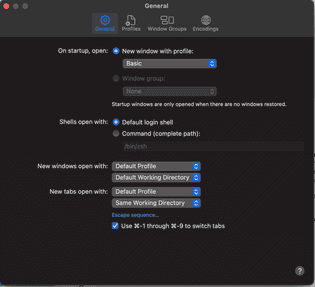 General
General
Profiles
Window Groups
Encodings
On startup, open:
New window with profile:
Basic
Window group:
None
Startup windows are only opened when there are no windows restored.
Shells open with:
Default login shell
Command (complete path):
/bin/zsh
New windows open with:
Default Profile
Default Working Directory
New tabs open with:
Default Profile
Same Working Directory
Escape sequence...
Use ⌘-1 through ⌘-9 to switch tabs
?